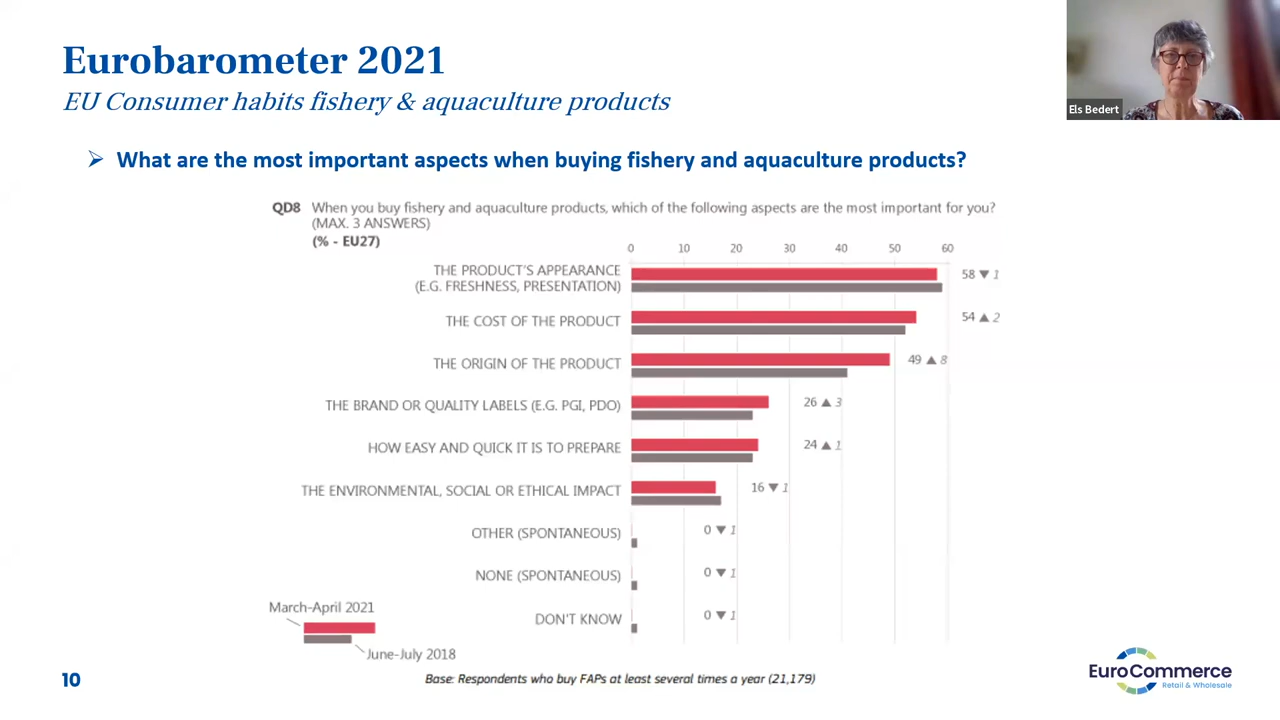 Eurobarometer 2021
EU Consumer habits fishery & aquaculture products
Els Bedert
What are the most important aspects when buying fishery and aquaculture products?
QD8 When you buy fishery and aquaculture products, which of the following aspects are the most important for you?
(MAX. 3 ANSWERS)
(% - EU27)
0 10 20 30 40 50 60
THE PRODUCT'S APPEARANCE
(E.G. FRESHNESS, PRESENTATION) 58 ▼ 1
THE COST OF THE PRODUCT 54 ▲ 2
THE ORIGIN OF THE PRODUCT 49 ▲ 8
THE BRAND OR QUALITY LABELS (E.G. PGI, PDO) 26 ▲ 3
HOW EASY AND QUICK IT IS TO PREPARE 24 ▲ 1
THE ENVIRONMENTAL, SOCIAL OR ETHICAL IMPACT 16 ▼ 1
OTHER (SPONTANEOUS) 0 ▼ 1
NONE (SPONTANEOUS) 0 ▼ 1
DON'T KNOW 0 ▼ 1
March-April 2021
June-July 2018
Base: Respondents who buy FAPs at least several times a year (21,179)
10
EuroCommerce
Retail & Wholesale